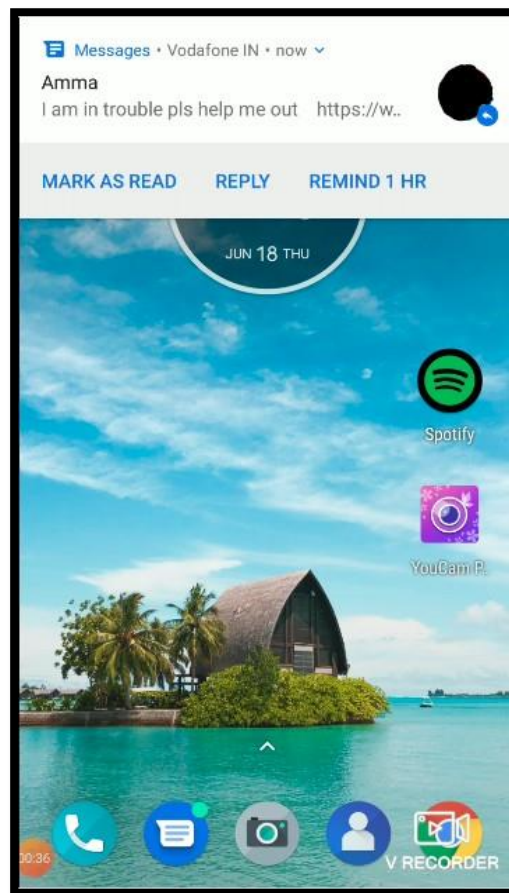 Messages • Vodafone IN • now
Amma
I am in trouble pls help me out https://w..
MARK AS READ REPLY REMIND 1 HR
JUN 18 THU
Spotify
YouCam P.
00:36
V RECORDER